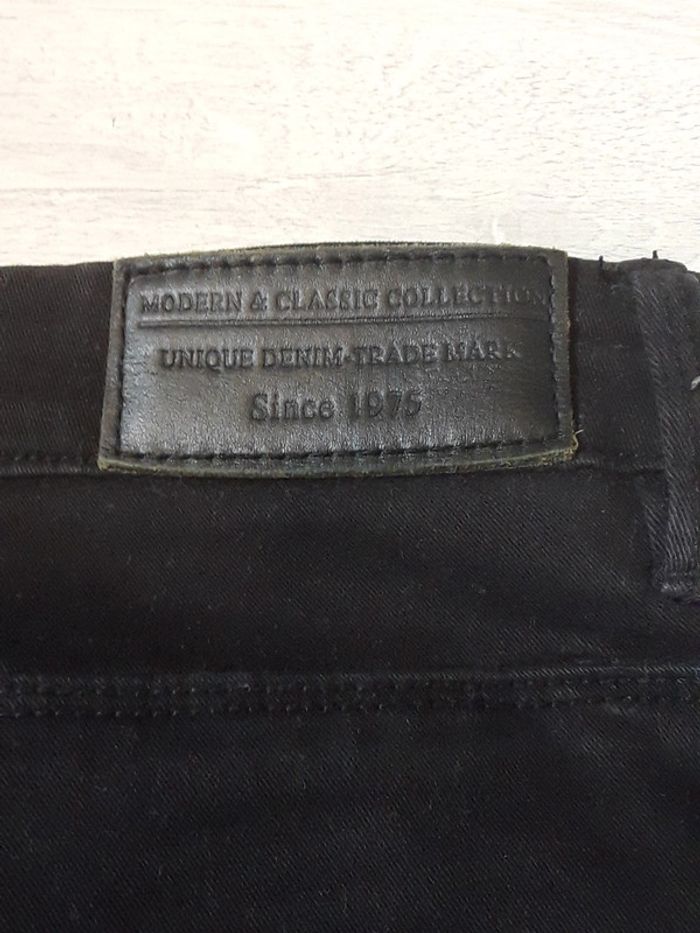 MODERN & CLASSIC COLLECTION
UNIQUE DENIM-TRADE MARK
Since 1975